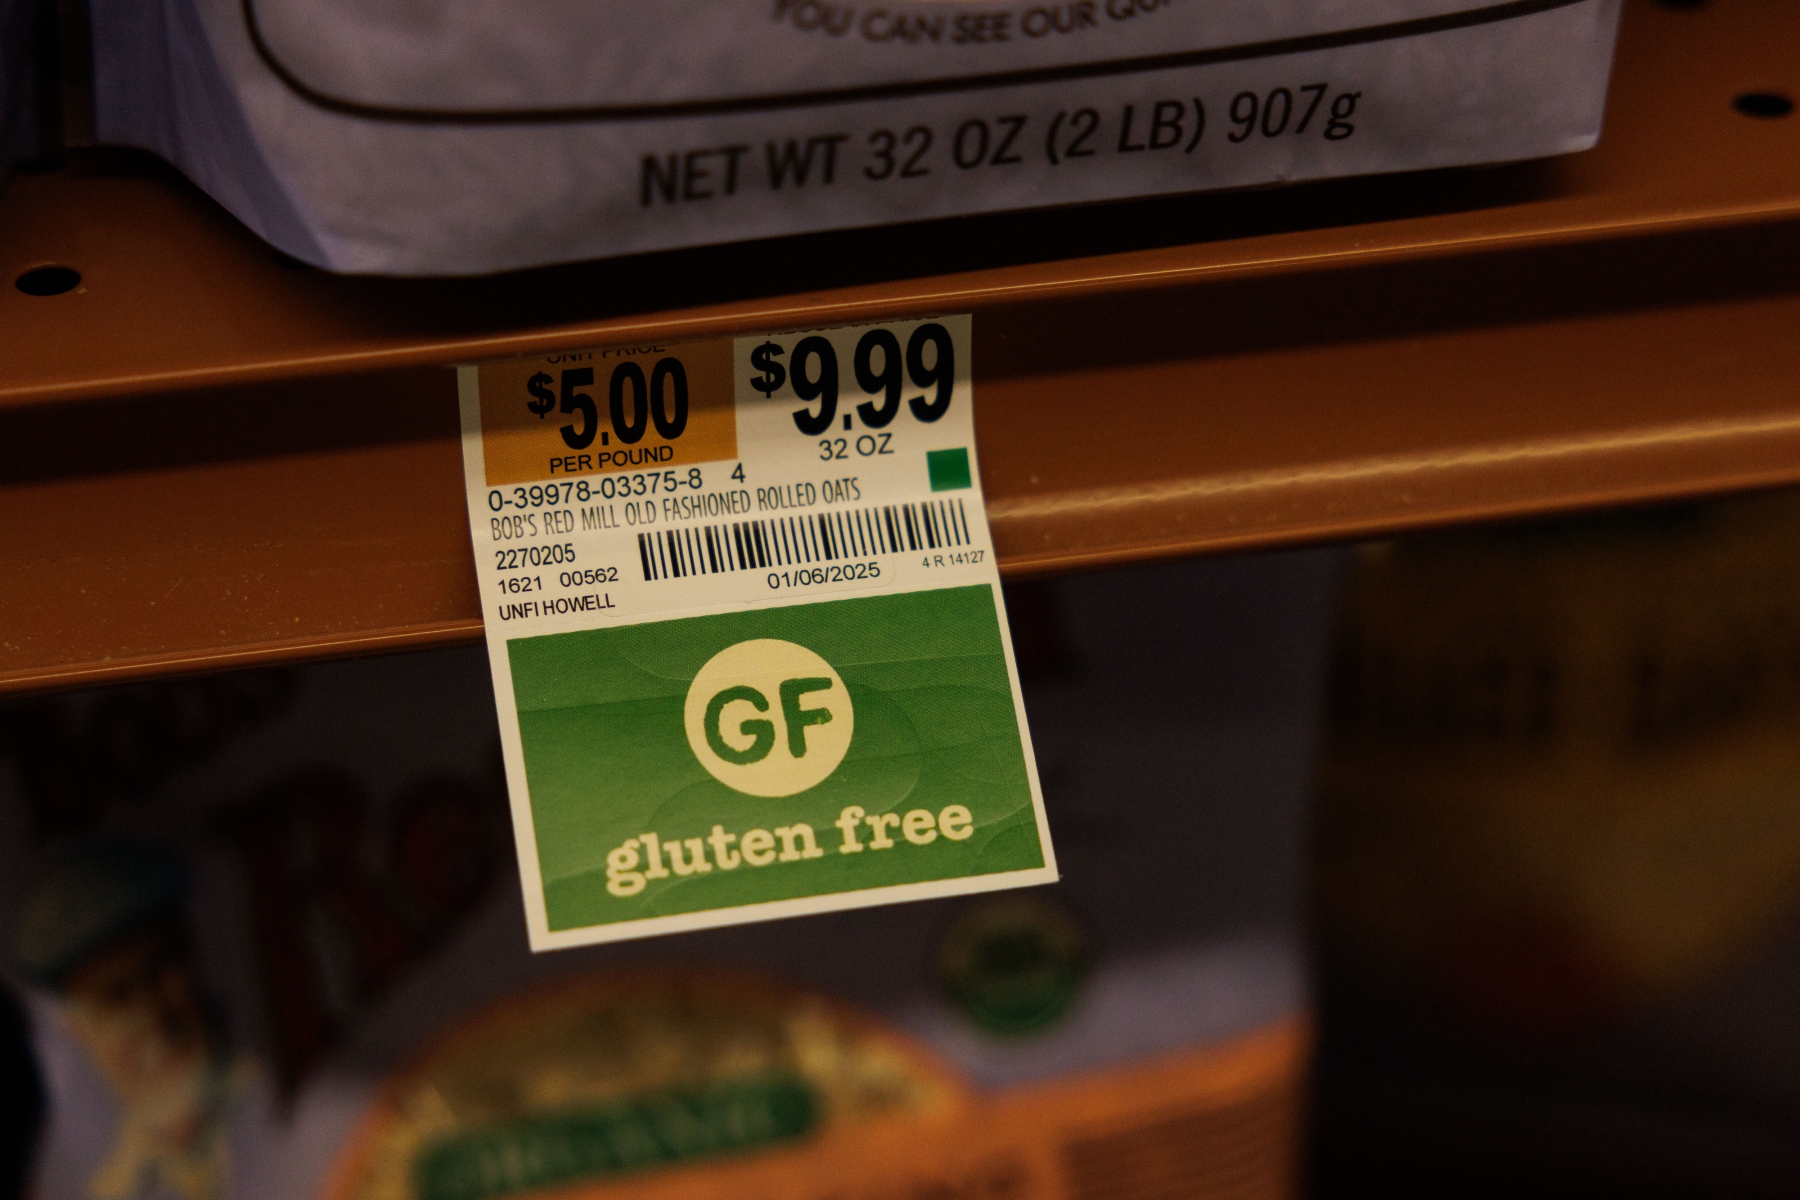 YOU CAN SEE OUR
NET WT 32 OZ (2 LB) 907g
UNIT PRICE
$5.00
PER POUND
$9.99
32 OZ
0-39978-03375-8 4
BOB'S RED MILL OLD FASHIONED ROLLED OATS
2270205
1621 00562
UNFI HOWELL
01/06/2025
4 R 14127
GF
gluten free